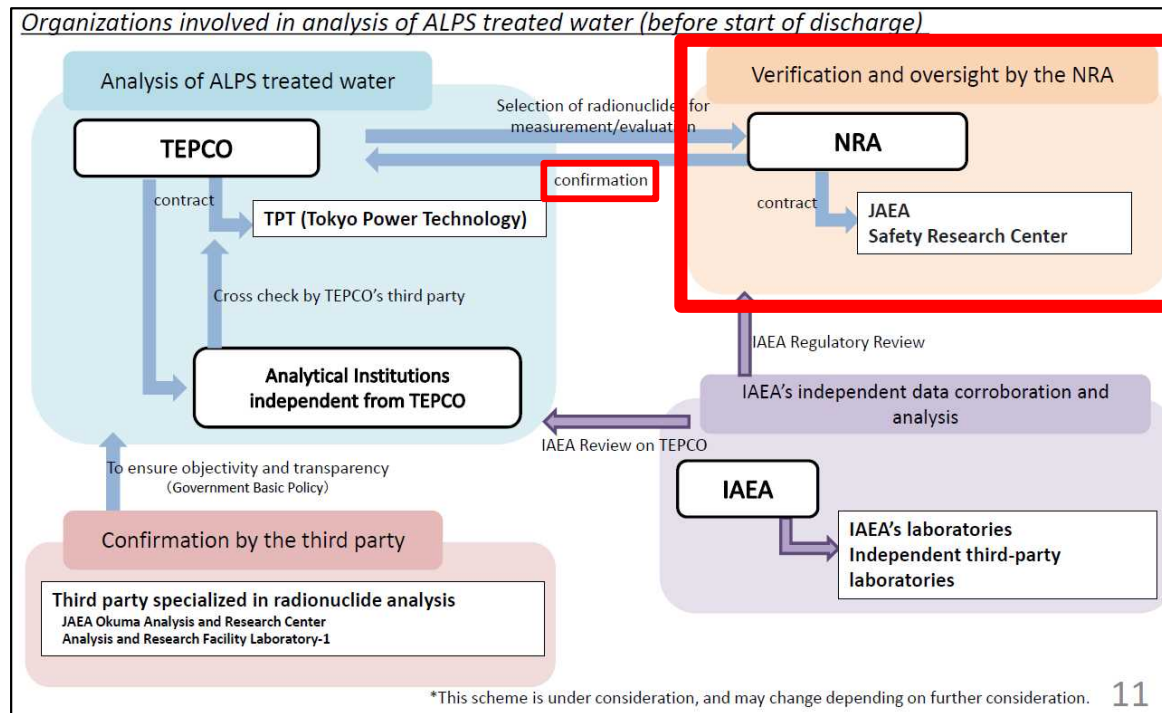 Organizations involved in analysis of ALPS treated water (before start of discharge)
Analysis of ALPS treated water
TEPCO
contract
TPT (Tokyo Power Technology)
Cross check by TEPCO's third party
Analytical Institutions
independent from TEPCO
Selection of radionuclides for
measurement/evaluation
confirmation
Verification and oversight by the NRA
NRA
contract
JAEA
Safety Research Center
IAEA Regulatory Review
IAEA's independent data corroboration and
analysis
IAEA Review on TEPCO
IAEA
IAEA's laboratories
Independent third-party
laboratories
To ensure objectivity and transparency
(Government Basic Policy)
Confirmation by the third party
Third party specialized in radionuclide analysis
JAEA Okuma Analysis and Research Center
Analysis and Research Facility Laboratory-1
*This scheme is under consideration, and may change depending on further consideration.
11